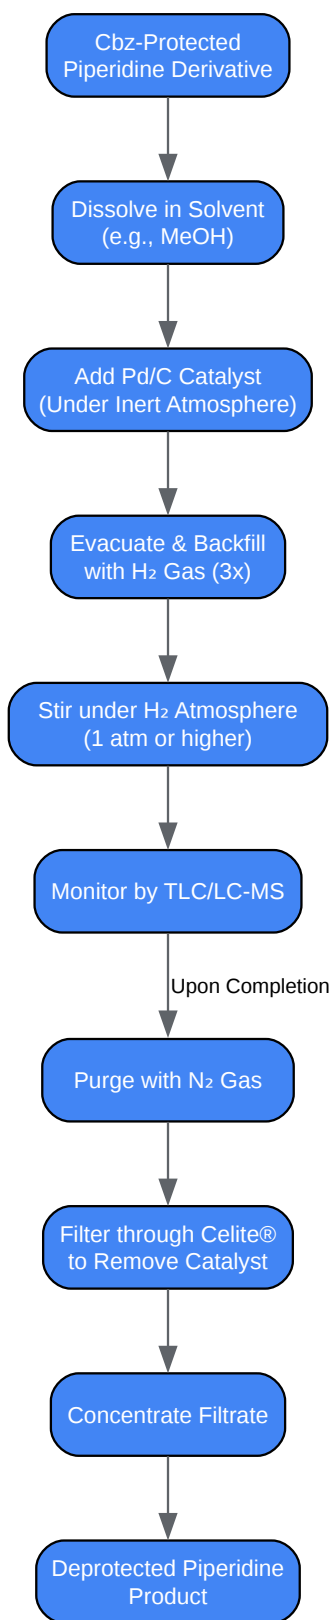 Cbz-Protected
Piperidine Derivative
Dissolve in Solvent
(e.g., MeOH)
Add Pd/C Catalyst
(Under Inert Atmosphere)
Evacuate & Backfill
with H₂ Gas (3x)
Stir under H₂ Atmosphere
(1 atm or higher)
Monitor by TLC/LC-MS
Upon Completion
Purge with N₂ Gas
Filter through Celite®
to Remove Catalyst
Concentrate Filtrate
Deprotected Piperidine
Product